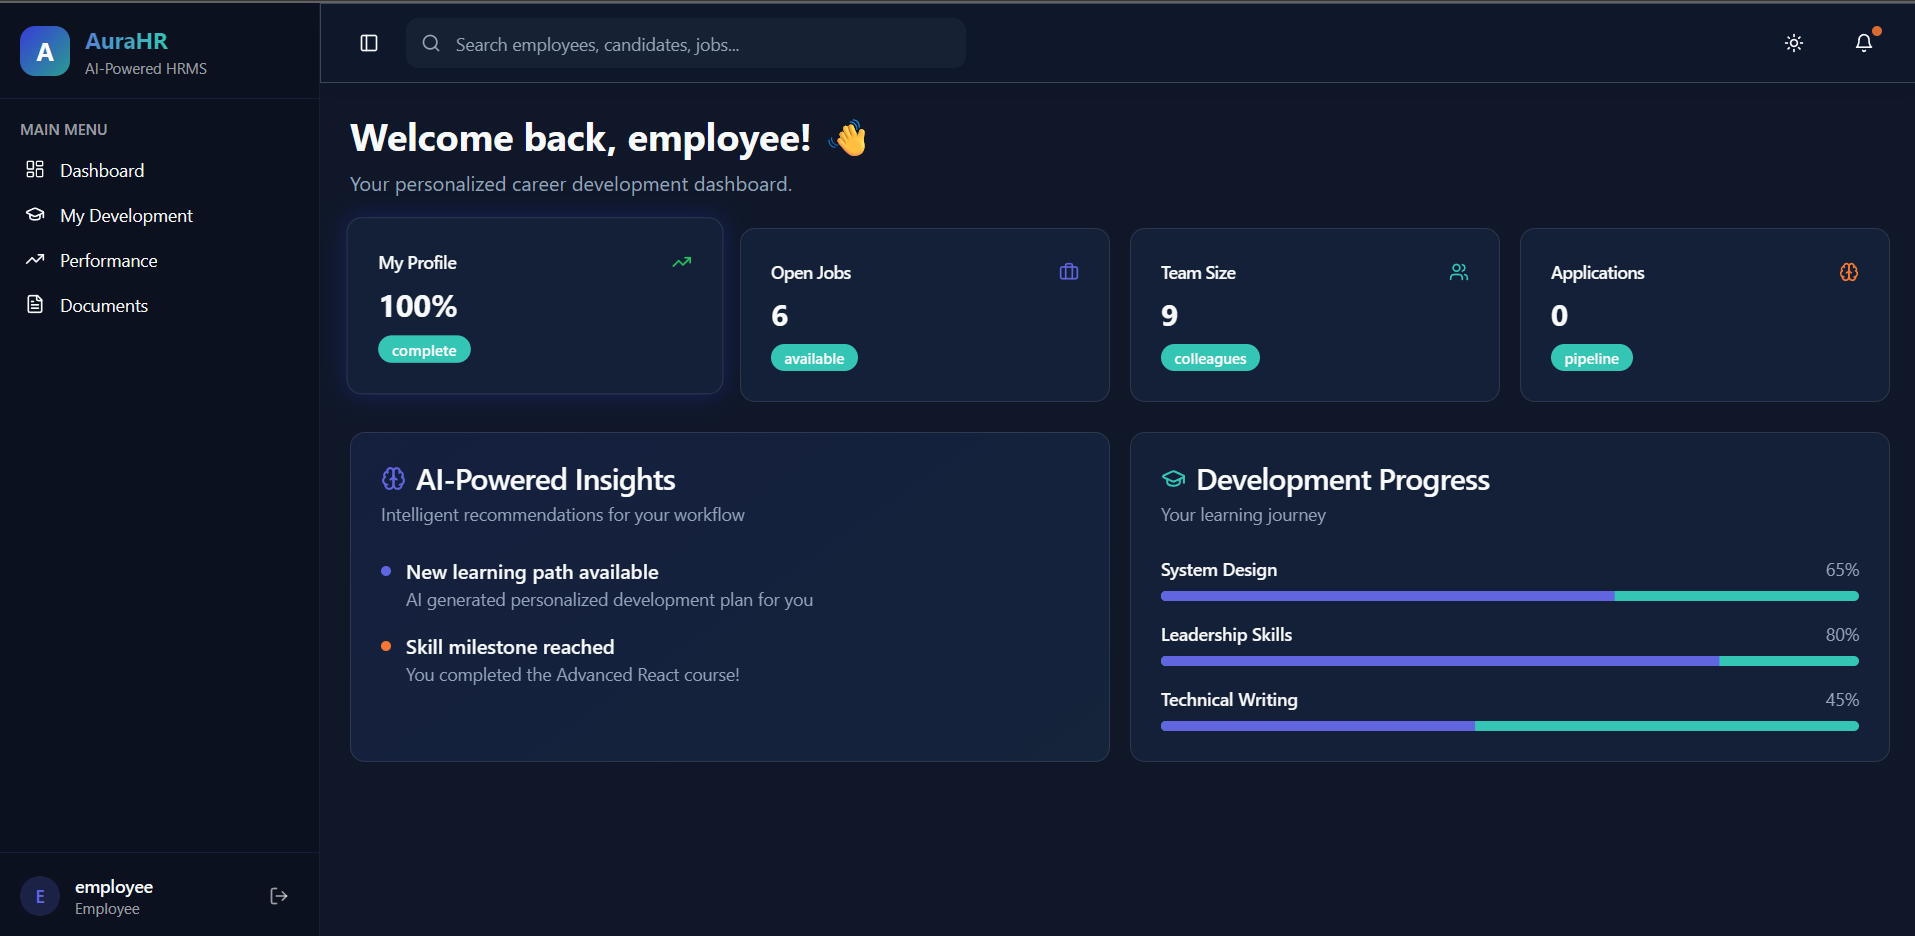 A
AuraHR
AI-Powered HRMS
MAIN MENU
Dashboard
My Development
Performance
Documents
employee
E
Employee
Search employees, candidates, jobs...
Welcome back, employee! 👋
Your personalized career development dashboard.
My Profile
100%
complete
Open Jobs
6
available
Team Size
9
colleagues
Applications
0
pipeline
AI-Powered Insights
Intelligent recommendations for your workflow
New learning path available
AI generated personalized development plan for you
Skill milestone reached
You completed the Advanced React course!
Development Progress
Your learning journey
System Design 65%
Leadership Skills 80%
Technical Writing 45%